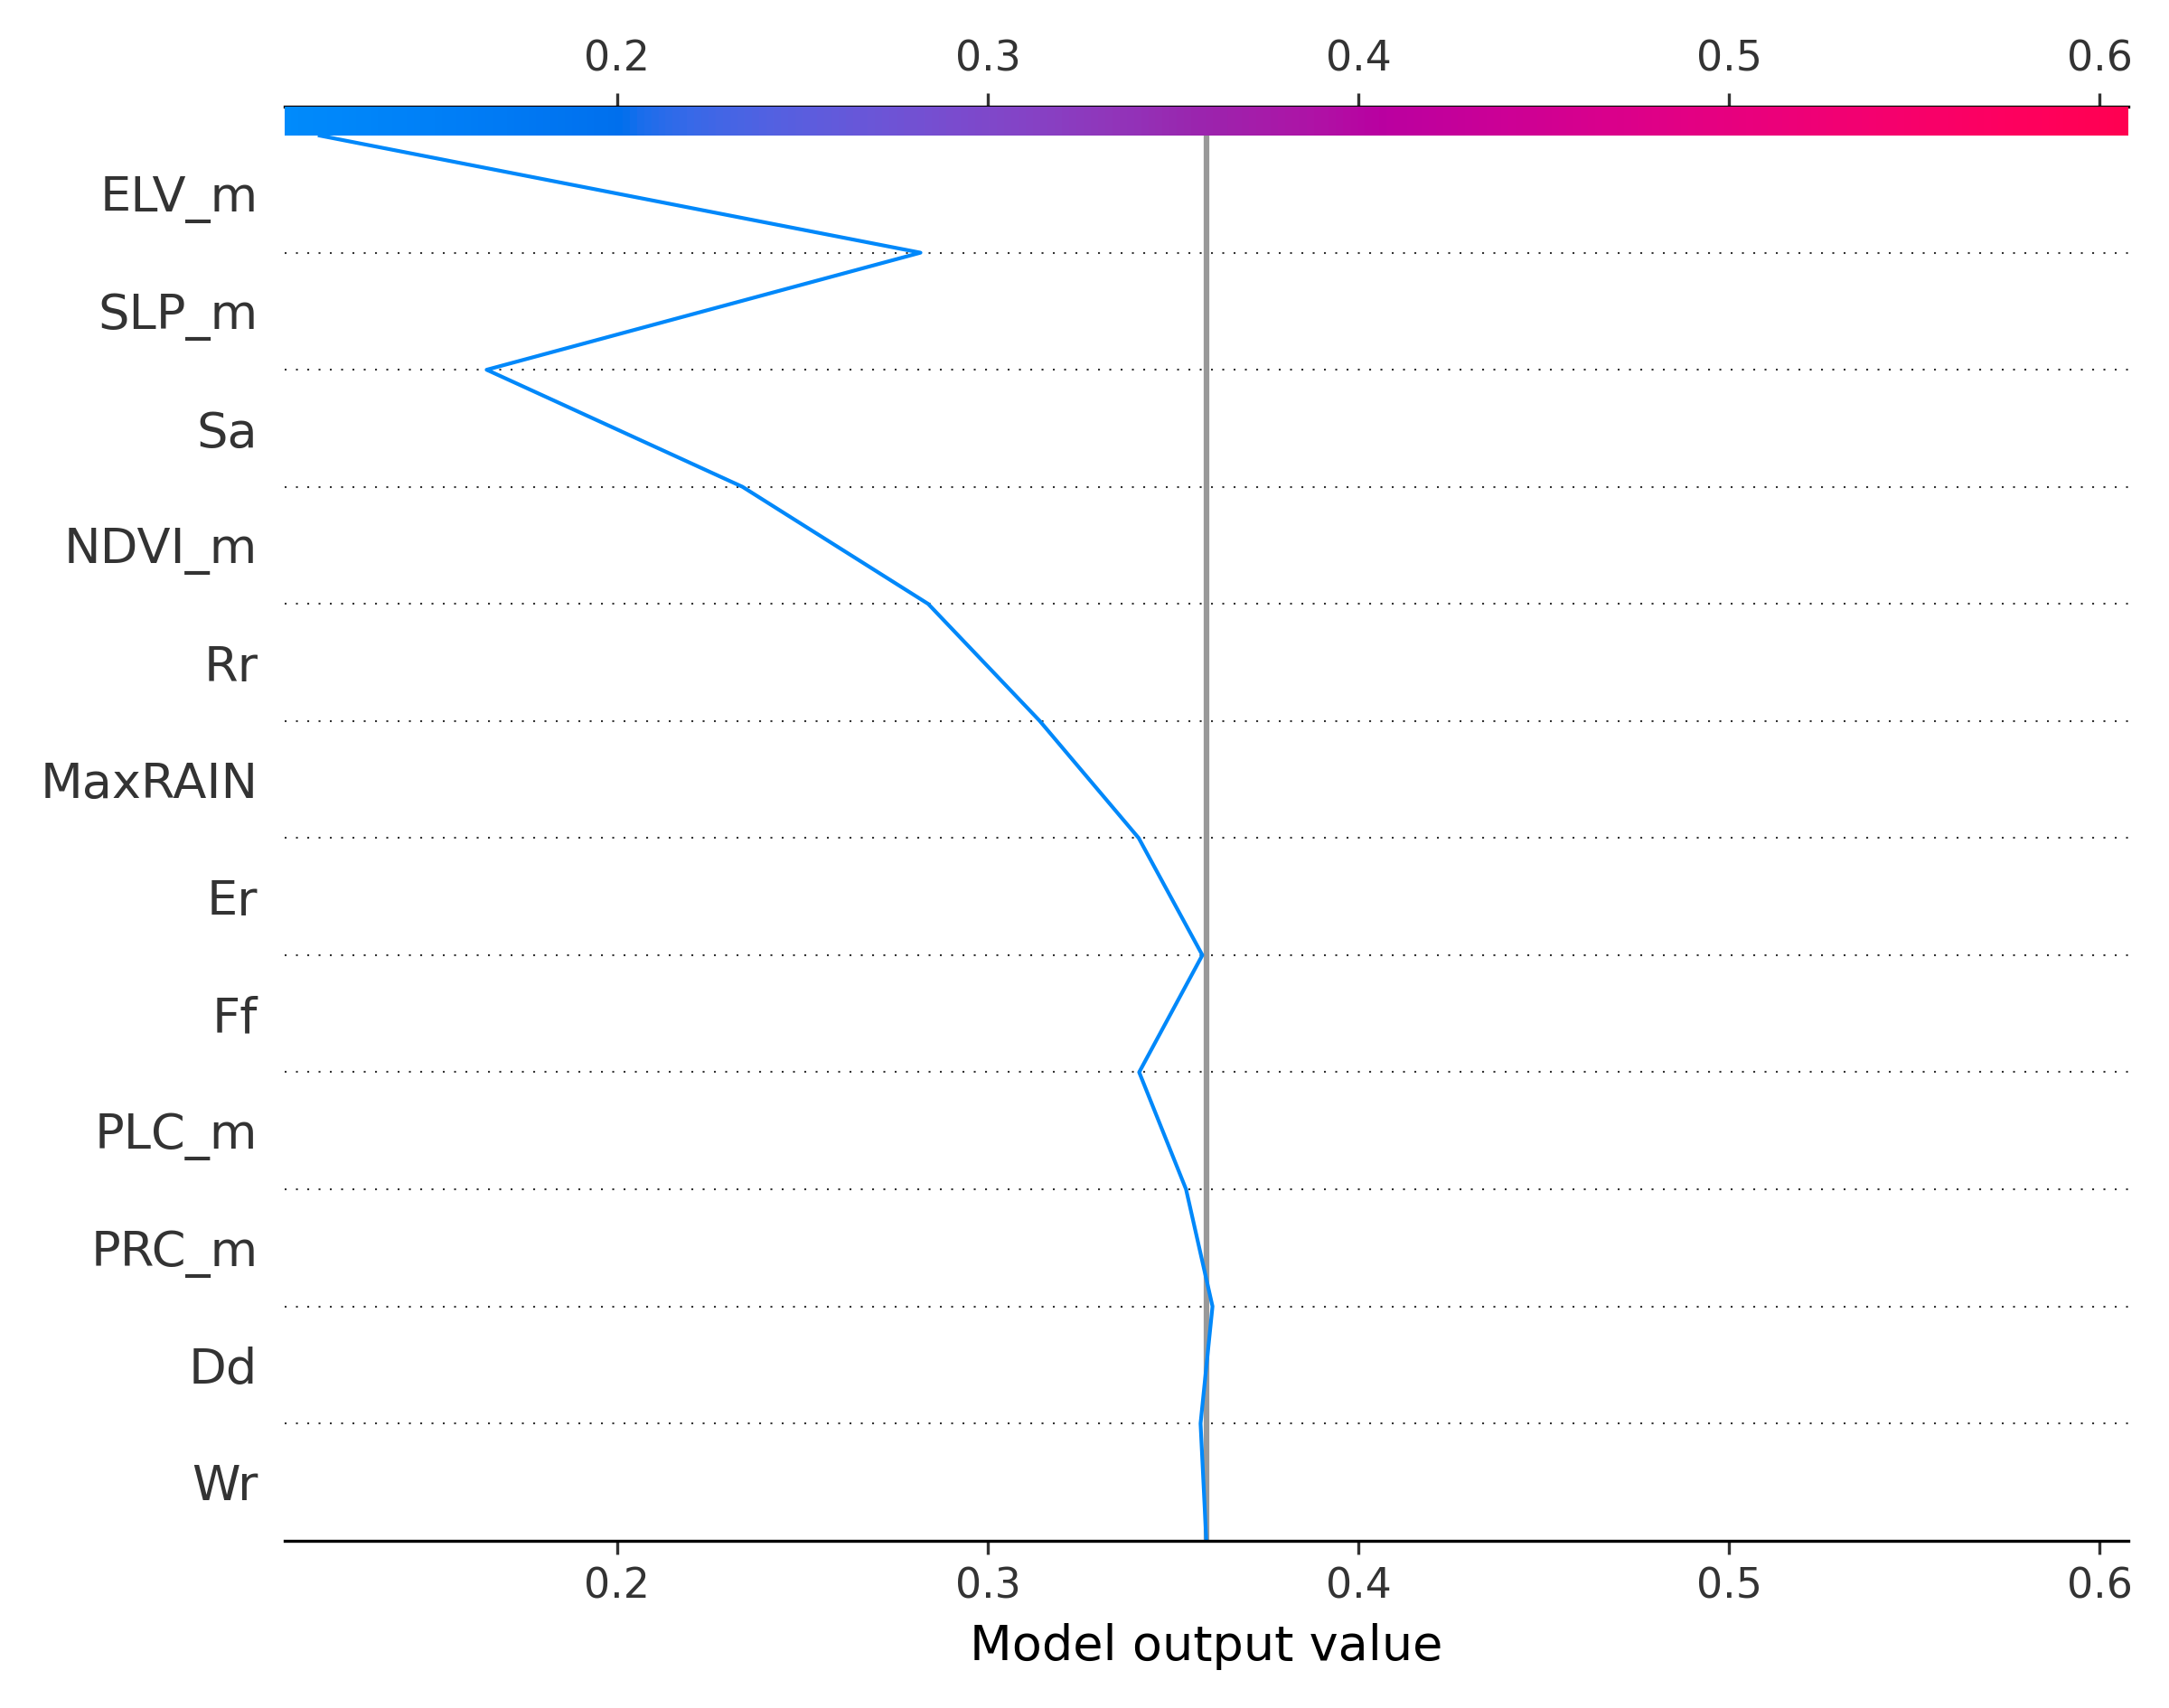 0.2 0.3 0.4 0.5 0.6
ELV_m
SLP_m
Sa
NDVI_m
Rr
MaxRAIN
Er
Ff
PLC_m
PRC_m
Dd
Wr
0.2 0.3 0.4 0.5 0.6
Model output value